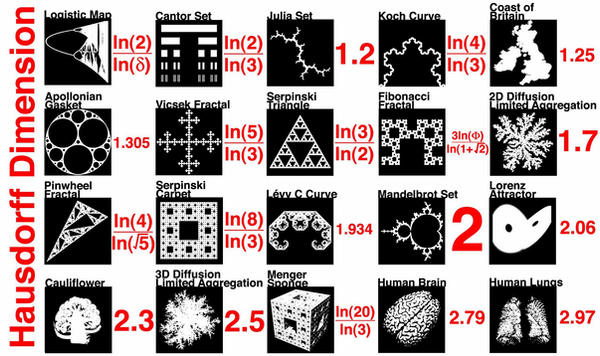 Hausdorff Dimension
Logistic Map
ln(2)
ln(δ)
Cantor Set
ln(2)
ln(3)
Julia Set
1.2
Koch Curve
ln(4)
ln(3)
Coast of
Britain
1.25
Apollonian
Gasket
1.305
Vicsek Fractal
ln(5)
ln(3)
Serpinski
Triangle
ln(3)
ln(2)
Fibonacci
Fractal
3ln(Φ)
ln(1+√2)
2D Diffusion
Limited Aggregation
1.7
Pinwheel
Fractal
ln(4)
ln(√5)
Serpinski
Carpet
ln(8)
ln(3)
Lévy C Curve
1.934
Mandelbrot Set
2
Lorenz
Attractor
2.06
Cauliflower
2.3
3D Diffusion
Limited Aggregation
2.5
Menger
Sponge
ln(20)
ln(3)
Human Brain
2.79
Human Lungs
2.97